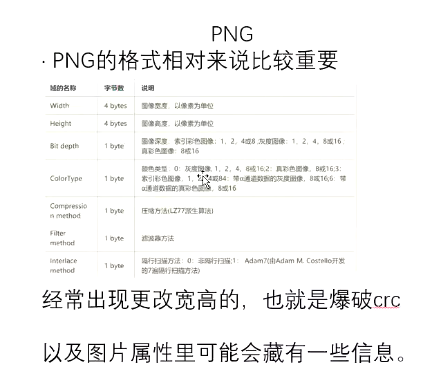 PNG
· PNG的格式相对来说比较重要
域的名称 字节数 说明
Width 4 bytes 图像宽度，以像素为单位
Height 4 bytes 图像高度，以像素为单位
Bit depth 1 byte 图像深度：索引彩色图像：1，2，4或8 ;灰度图像：1，2，4，8或16
真彩色图像：8或16
ColorType 1 byte 颜色类型：0：灰度图像, 1，2，4，8或16;2：真彩色图像，8或16;3：
索引彩色图像，1，2，4或84：带α通道数据的灰度图像，8或16;6：带
α通道数据的真彩色图像，8或16
Compressio
n method 1 byte 压缩方法(LZ77派生算法)
Filter
method 1 byte 滤波器方法
Interlace
method 1 byte 隔行扫描方法：0：非隔行扫描;1： Adam7(由Adam M. Costello开发
的7遍隔行扫描方法)
经常出现更改宽高的，也就是爆破crc
以及图片属性里可能会藏有一些信息。